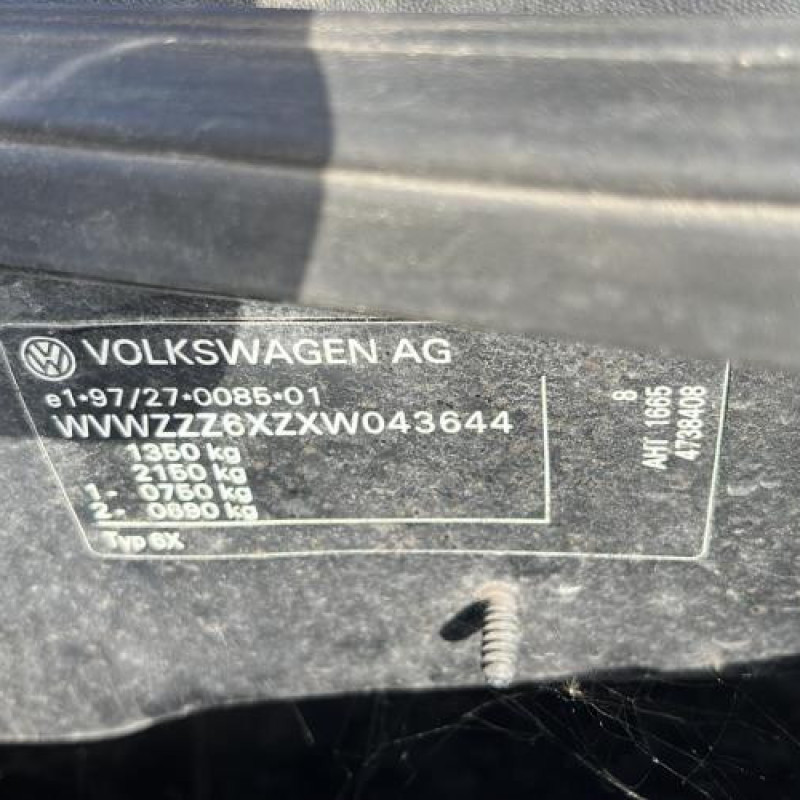 VOLKSWAGEN AG
e1*97/27*0085*01
WVWZZZ6XZXW043644
1350 kg
2150 kg
1- 0750 kg
2- 0690 kg
Typ 6X
8
AHT 1665
4738408